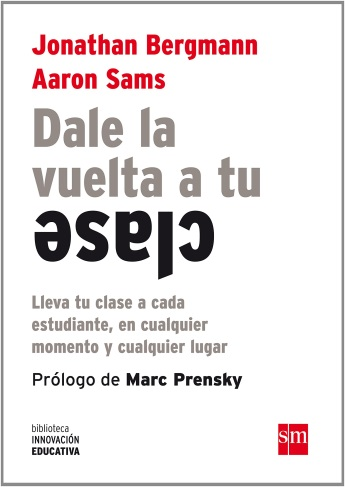 Jonathan Bergmann
Aaron Sams
Dale la
vuelta a tu
clase
Lleva tu clase a cada
estudiante, en cualquier
momento y cualquier lugar
Prólogo de Marc Prensky
biblioteca
INNOVACIÓN
EDUCATIVA
sm